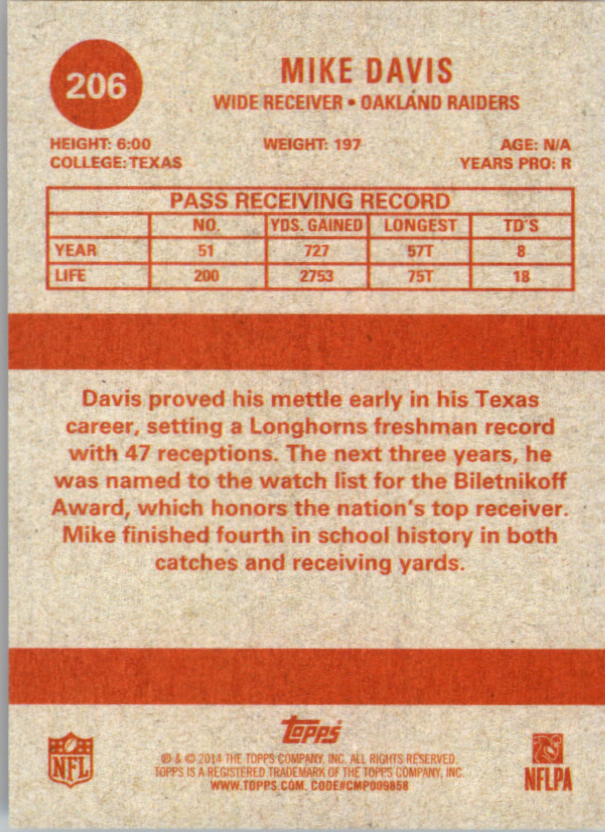 206
MIKE DAVIS
WIDE RECEIVER • OAKLAND RAIDERS
HEIGHT: 6:00 WEIGHT: 197 AGE: N/A
COLLEGE: TEXAS YEARS PRO: R
PASS RECEIVING RECORD
NO. YDS. GAINED LONGEST TD'S
YEAR 51 727 57T 8
LIFE 200 2753 75T 18
Davis proved his mettle early in his Texas
career, setting a Longhorns freshman record
with 47 receptions. The next three years, he
was named to the watch list for the Biletnikoff
Award, which honors the nation's top receiver.
Mike finished fourth in school history in both
catches and receiving yards.
Topps
® & © 2014 THE TOPPS COMPANY, INC. ALL RIGHTS RESERVED.
TOPPS IS A REGISTERED TRADEMARK OF THE TOPPS COMPANY, INC.
WWW.TOPPS.COM. CODE#CMP009858
NFL
NFLPA